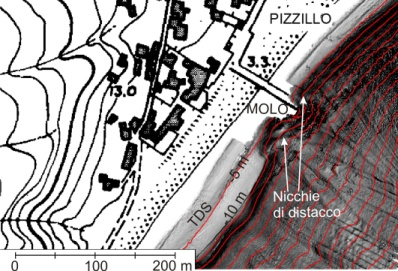 PIZZILLO
3.3
13.0
MOLO
5 m
TDS
10 m
Nicchie
di distacco
0 100 200 m